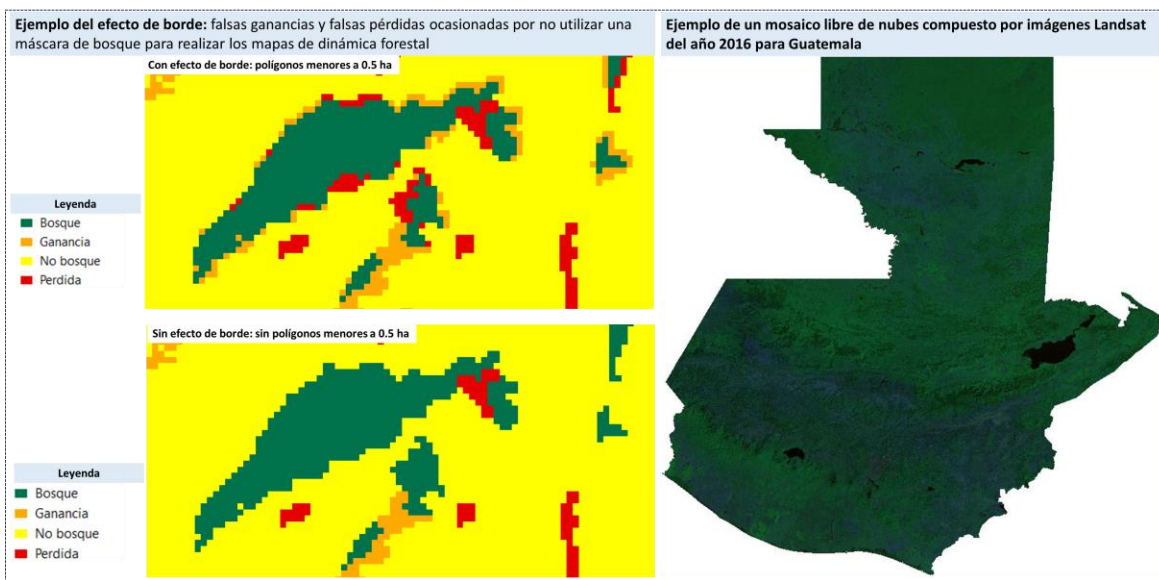 Ejemplo del efecto de borde: falsas ganancias y falsas pérdidas ocasionadas por no utilizar una
máscara de bosque para realizar los mapas de dinámica forestal
Con efecto de borde: polígonos menores a 0.5 ha
Leyenda
Bosque
Ganancia
No bosque
Perdida
Sin efecto de borde: sin polígonos menores a 0.5 ha
Leyenda
Bosque
Ganancia
No bosque
Perdida
Ejemplo de un mosaico libre de nubes compuesto por imágenes Landsat
del año 2016 para Guatemala